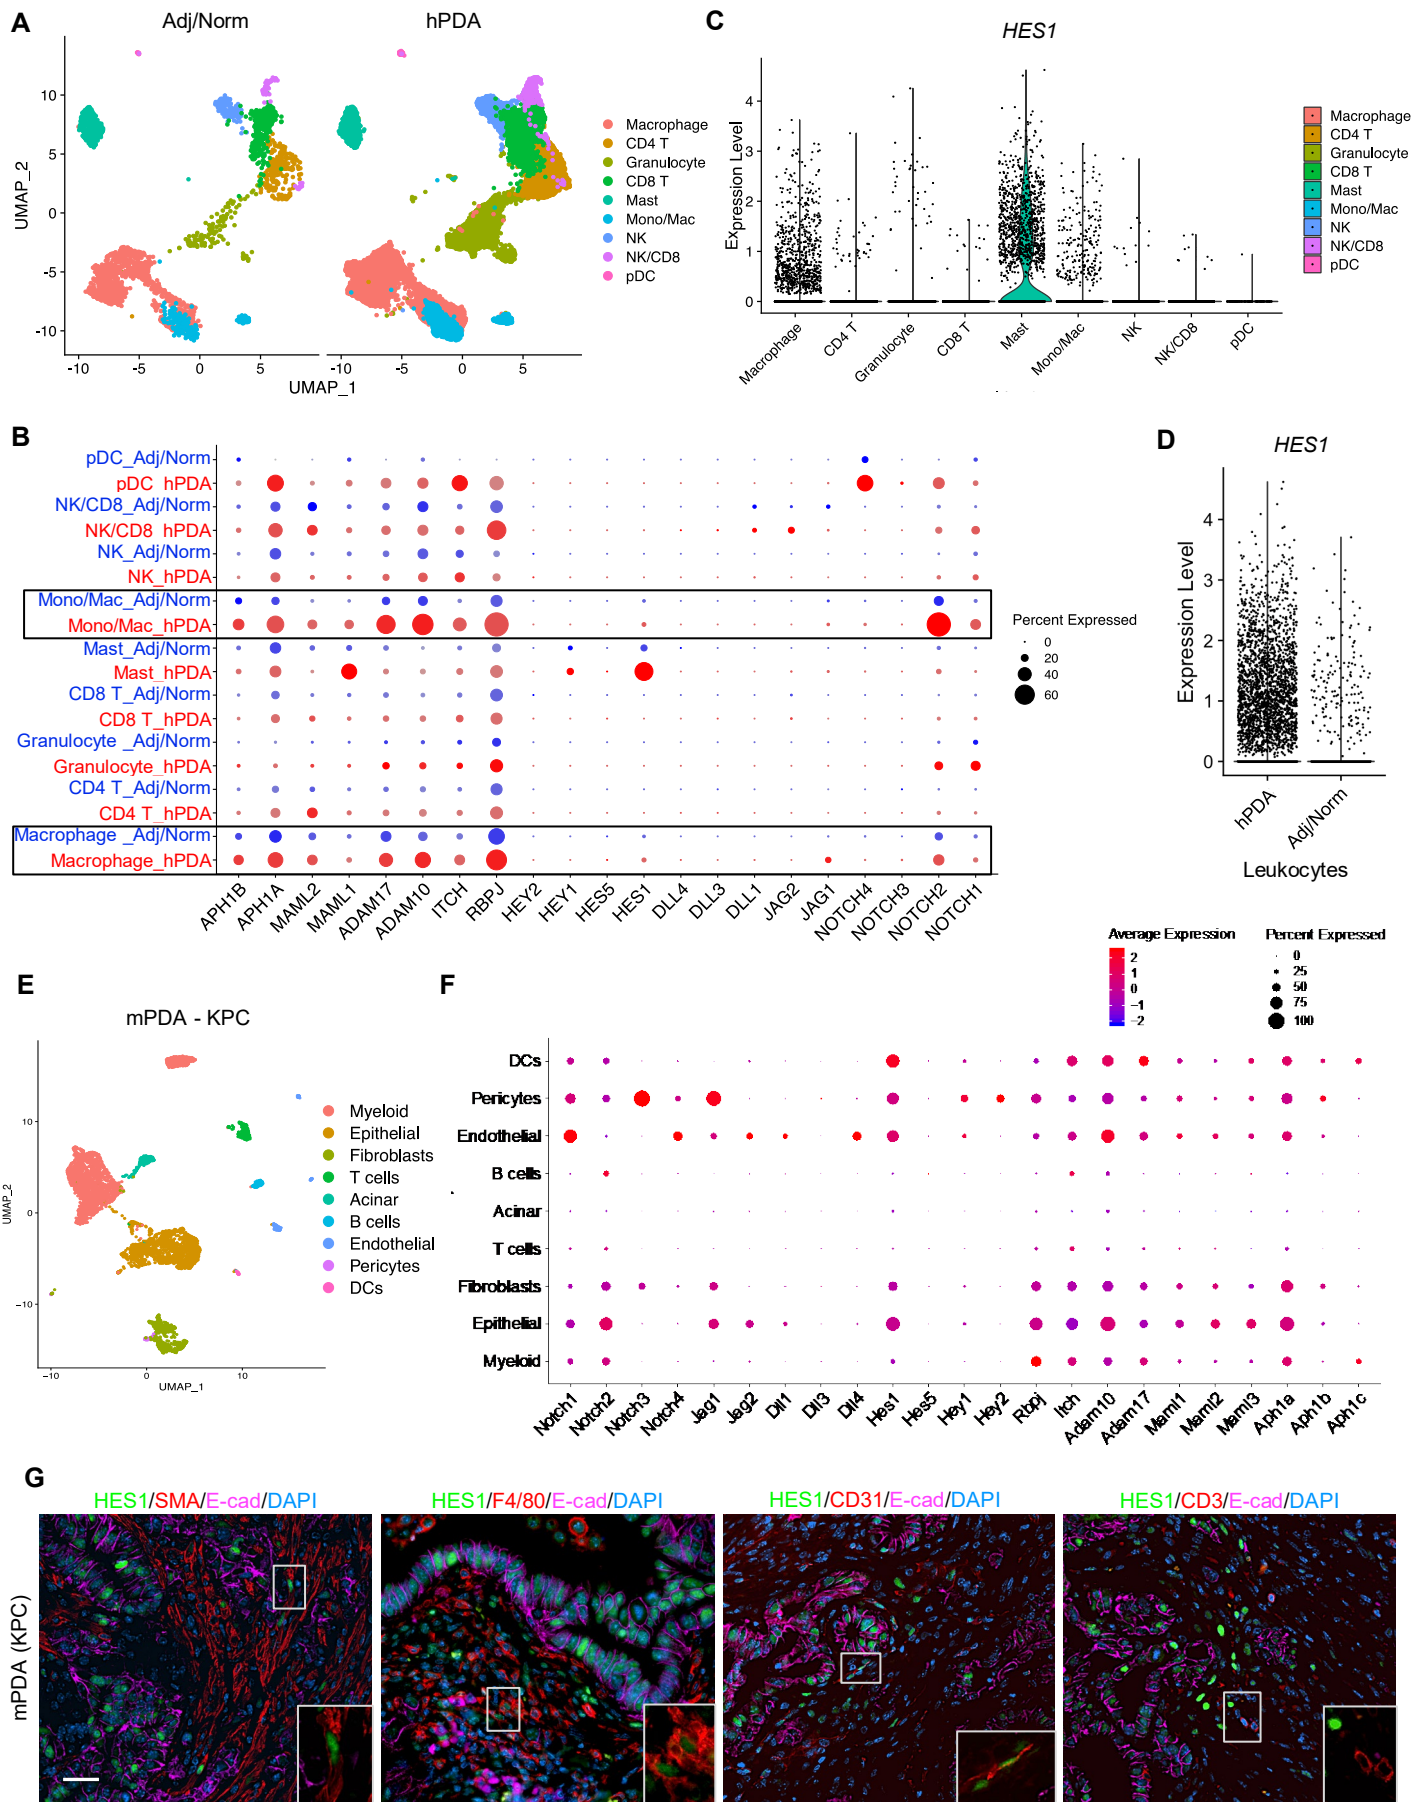 A
Adj/Norm
hPDA
UMAP_2
10
5
0
-5
-10
-10
-5
0
5
-10
-5
0
5
UMAP_1
Macrophage
CD4 T
Granulocyte
CD8 T
Mast
Mono/Mac
NK
NK/CD8
pDC
C
HES1
Expression Level
4
3
2
1
0
Macrophage
CD4 T
Granulocyte
CD8 T
Mast
Mono/Mac
NK
NK/CD8
pDC
Macrophage
CD4 T
Granulocyte
CD8 T
Mast
Mono/Mac
NK
NK/CD8
pDC
B
pDC_Adj/Norm
pDC_hPDA
NK/CD8_Adj/Norm
NK/CD8_hPDA
NK_Adj/Norm
NK_hPDA
Mono/Mac_Adj/Norm
Mono/Mac_hPDA
Mast_Adj/Norm
Mast_hPDA
CD8 T_Adj/Norm
CD8 T_hPDA
Granulocyte _Adj/Norm
Granulocyte_hPDA
CD4 T_Adj/Norm
CD4 T_hPDA
Macrophage _Adj/Norm
Macrophage_hPDA
APH1B
APH1A
MAML2
MAML1
ADAM17
ADAM10
ITCH
RBPJ
HEY2
HEY1
HES5
HES1
DLL4
DLL3
DLL1
JAG2
JAG1
NOTCH4
NOTCH3
NOTCH2
NOTCH1
Percent Expressed
0
20
40
60
D
HES1
Expression Level
4
3
2
1
0
hPDA
Adj/Norm
Leukocytes
E
mPDA - KPC
UMAP_2
10
0
-10
-10
0
10
UMAP_1
Myeloid
Epithelial
Fibroblasts
T cells
Acinar
B cells
Endothelial
Pericytes
DCs
F
Average Expression
2
1
0
-1
-2
Percent Expressed
0
25
50
75
100
DCs
Pericytes
Endothelial
B cells
Acinar
T cells
Fibroblasts
Epithelial
Myeloid
Notch1
Notch2
Notch3
Notch4
Jag1
Jag2
Dll1
Dll3
Dll4
Hes1
Hes5
Hey1
Hey2
Rbpj
Itch
Adam10
Adam17
Maml1
Maml2
Maml3
Aph1a
Aph1b
Aph1c
G
HES1/SMA/E-cad/DAPI
HES1/F4/80/E-cad/DAPI
HES1/CD31/E-cad/DAPI
HES1/CD3/E-cad/DAPI
mPDA (KPC)